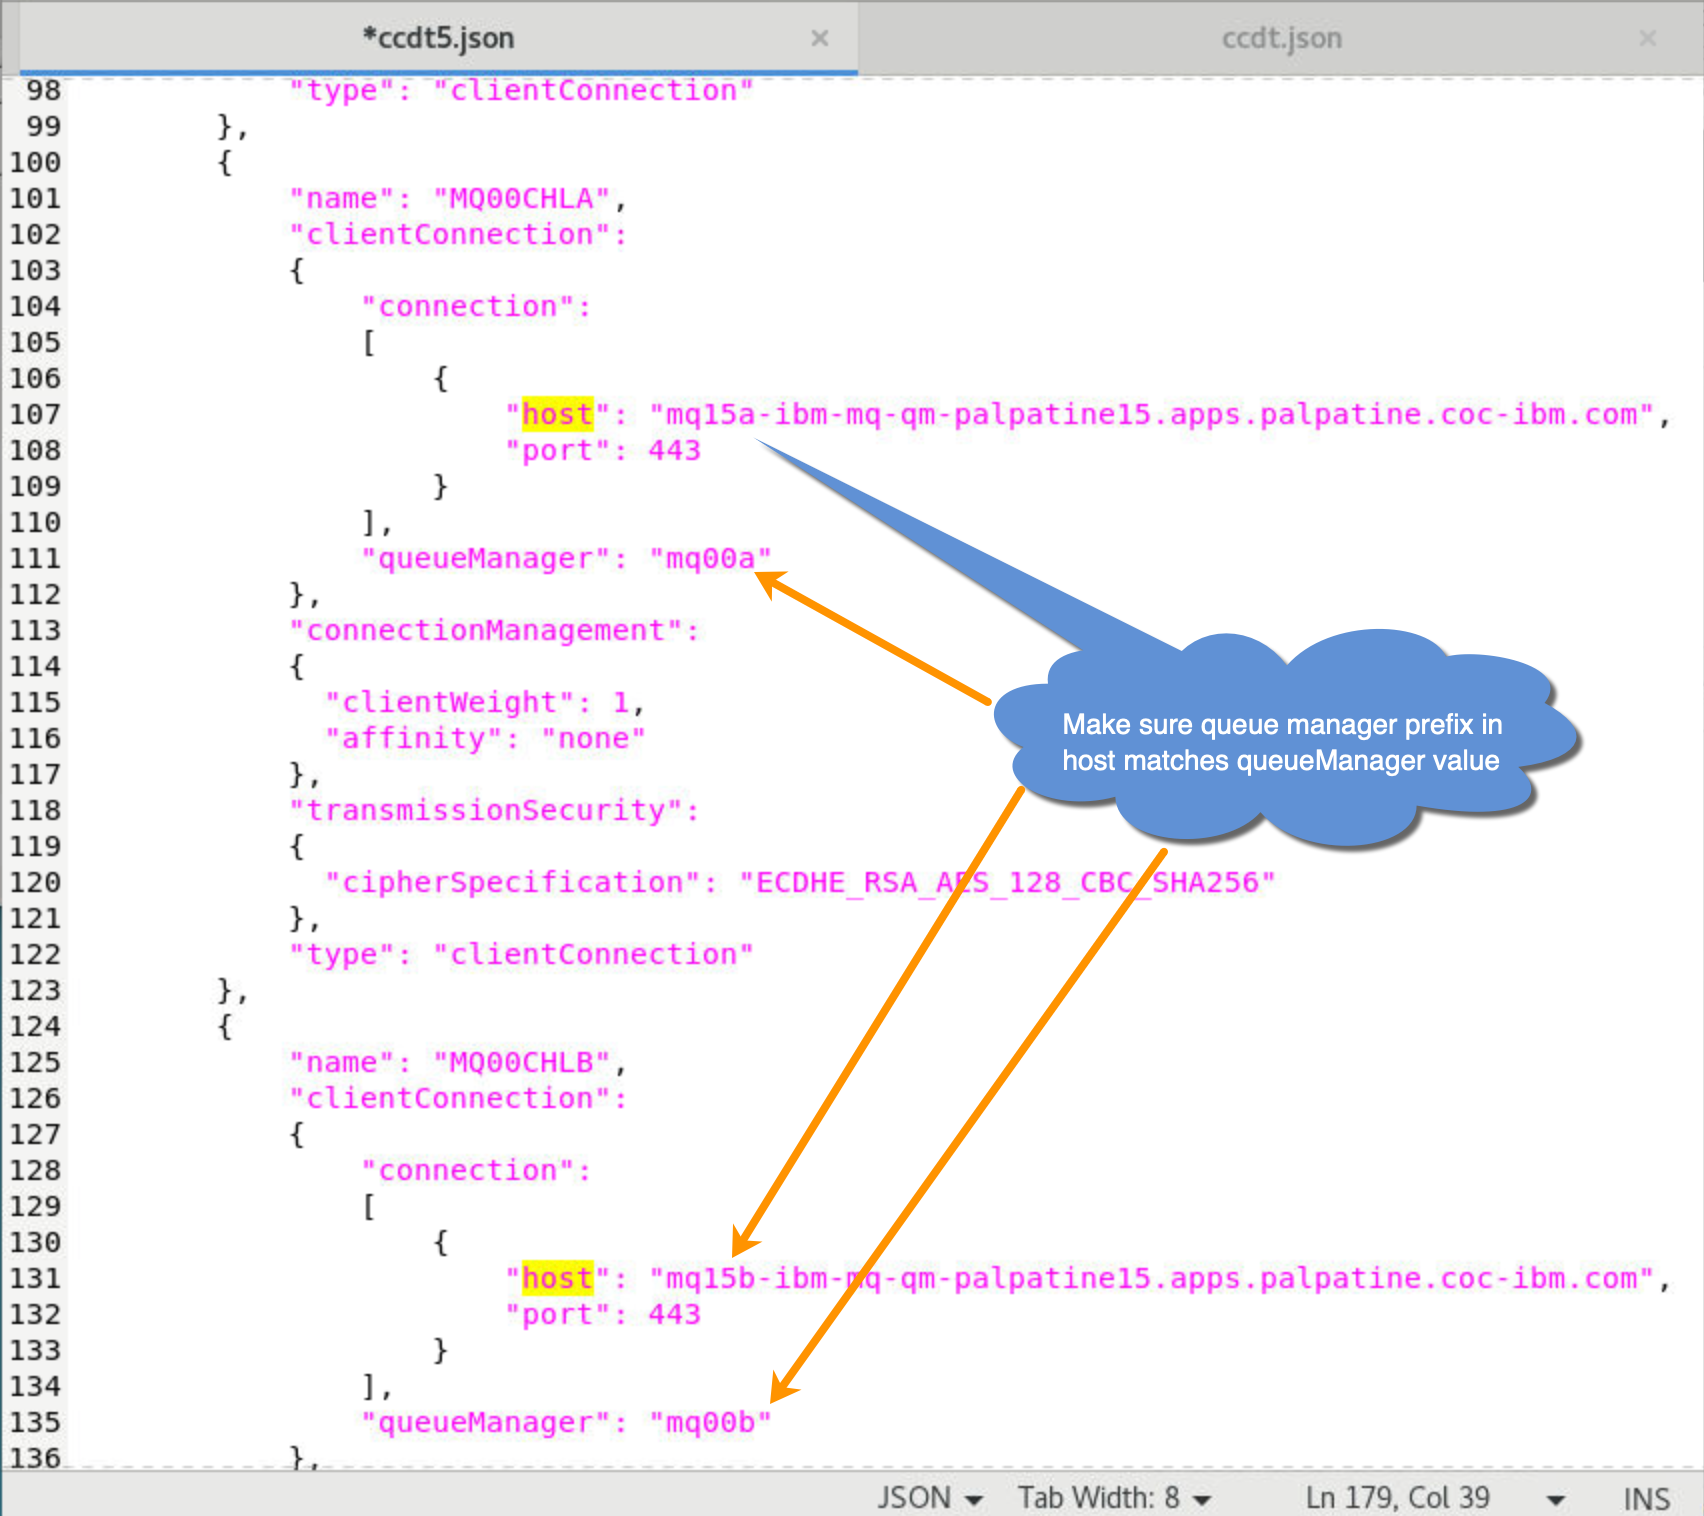 *ccdt5.json × ccdt.json ×
98 "type": "clientConnection"
99 },
100 {
101 "name": "MQ00CHLA",
102 "clientConnection":
103 {
104 "connection":
105 [
106 {
107 "host": "mq15a-ibm-mq-qm-palpatine15.apps.palpatine.coc-ibm.com",
108 "port": 443
109 }
110 ],
111 "queueManager": "mq00a"
112 },
113 "connectionManagement":
114 {
115 "clientWeight": 1,
116 "affinity": "none"
117 },
118 "transmissionSecurity":
119 {
120 "cipherSpecification": "ECDHE_RSA_AES_128_CBC_SHA256"
121 },
122 "type": "clientConnection"
123 },
124 {
125 "name": "MQ00CHLB",
126 "clientConnection":
127 {
128 "connection":
129 [
130 {
131 "host": "mq15b-ibm-mq-qm-palpatine15.apps.palpatine.coc-ibm.com",
132 "port": 443
133 }
134 ],
135 "queueManager": "mq00b"
136 },
Make sure queue manager prefix in
host matches queueManager value
JSON Tab Width: 8 Ln 179, Col 39 INS